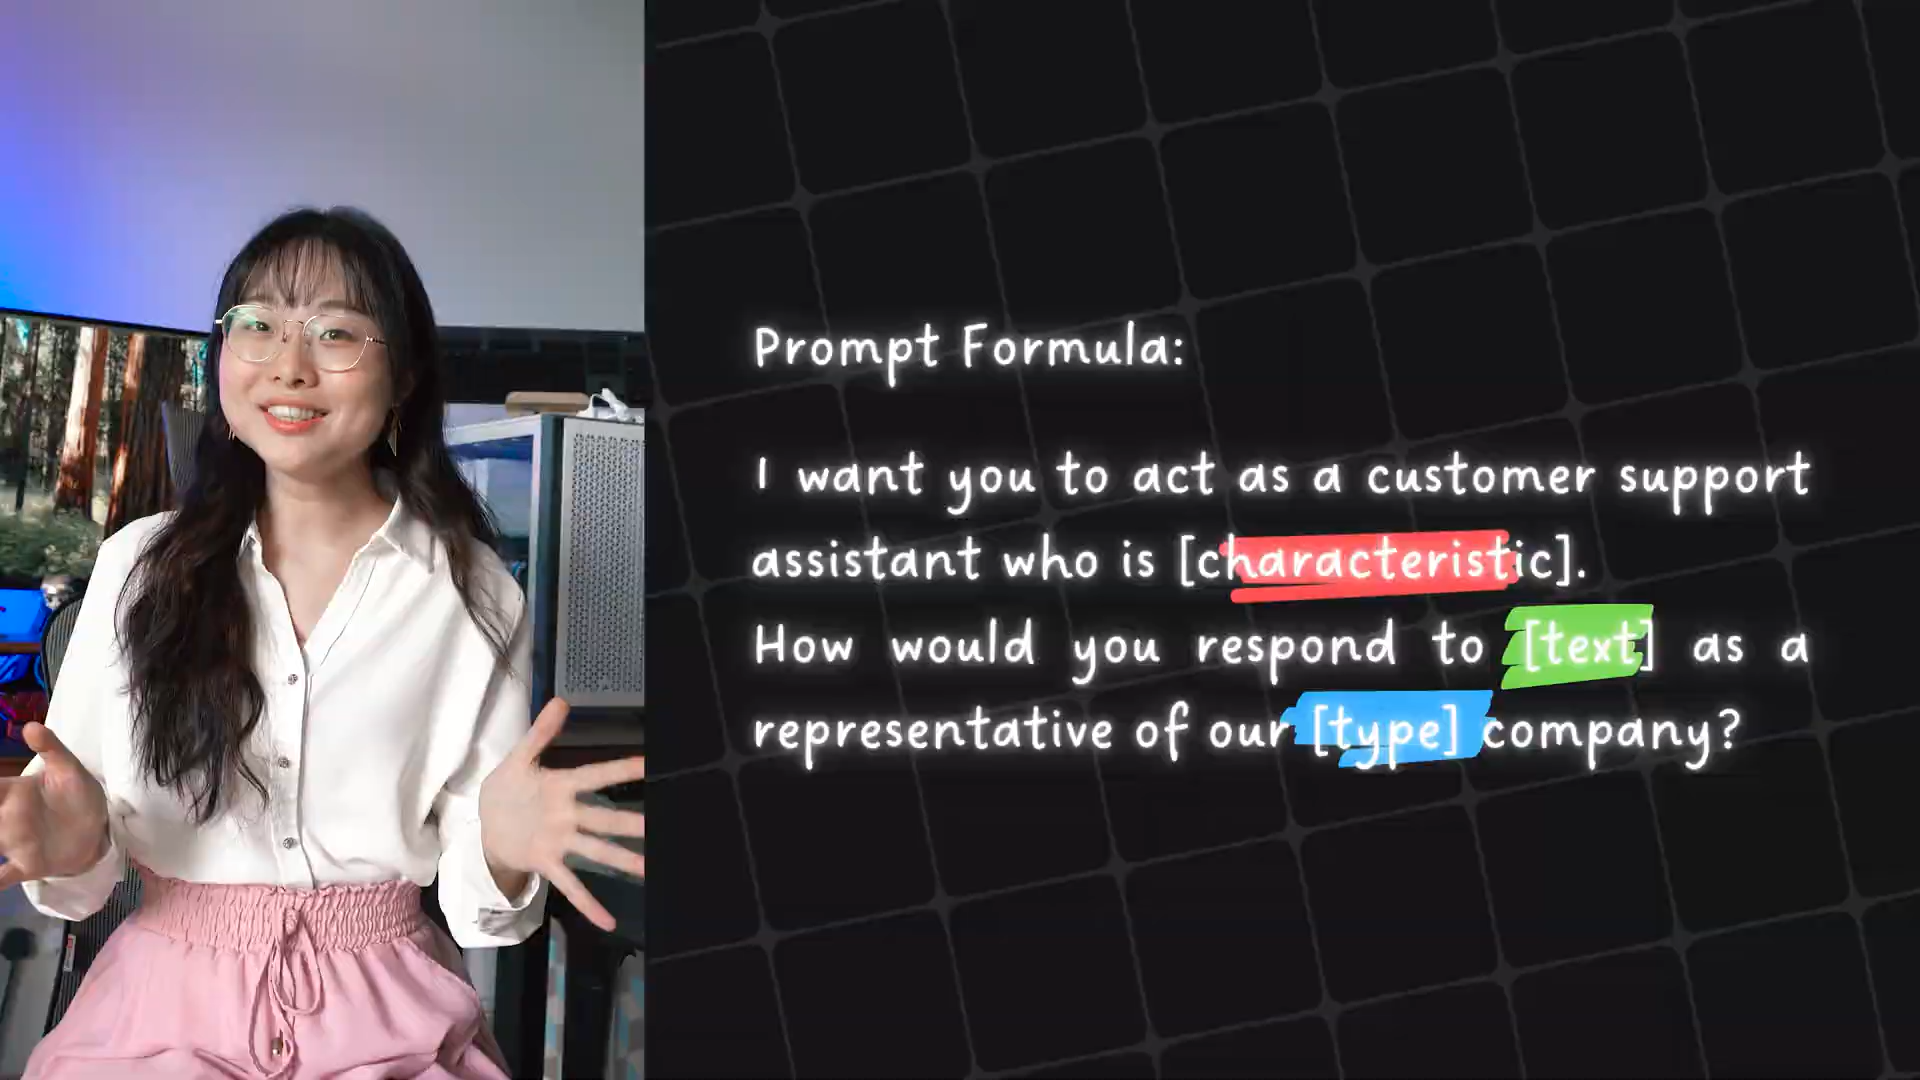 Prompt Formula:
I want you to act as a customer support
assistant who is [characteristic].
How would you respond to [text] as a
representative of our [type] company?